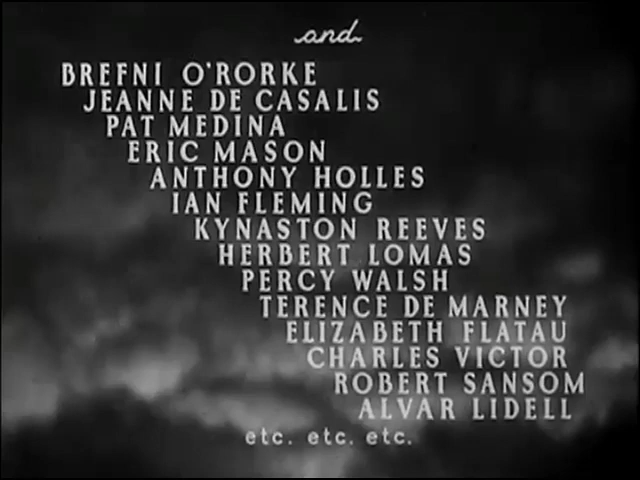 and
BREFNI O'RORKE
JEANNE DE CASALIS
PAT MEDINA
ERIC MASON
ANTHONY HOLLES
IAN FLEMING
KYNASTON REEVES
HERBERT LOMAS
PERCY WALSH
TERENCE DE MARNEY
ELIZABETH FLATAU
CHARLES VICTOR
ROBERT SANSOM
ALVAR LIDELL
etc. etc. etc.